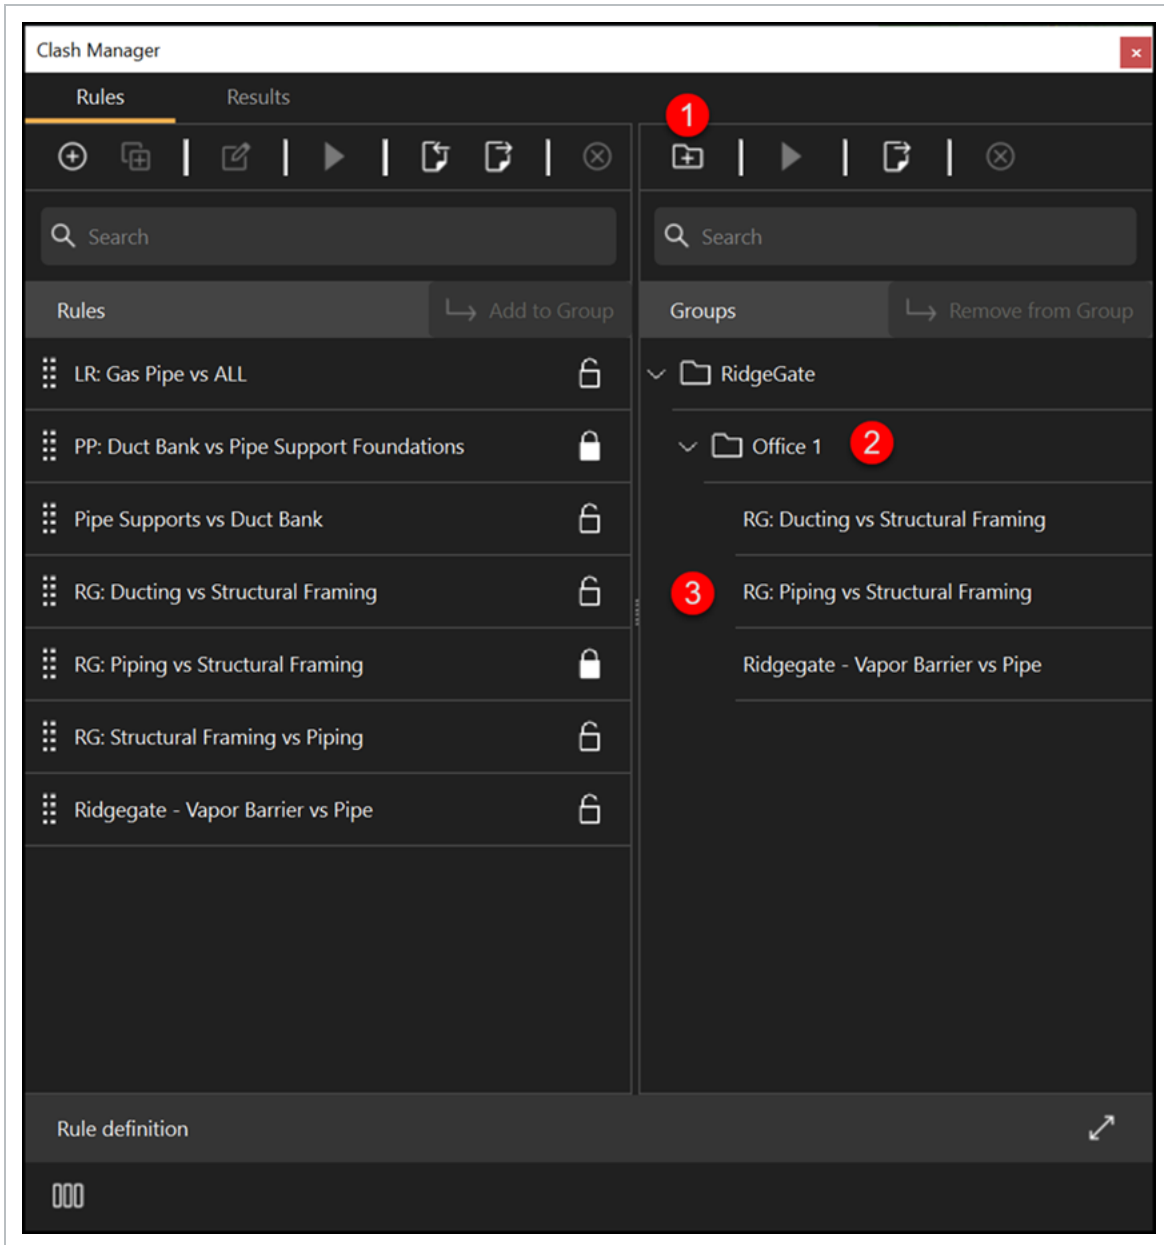 Clash Manager
Rules
Results
1
Search
Search
Rules
Add to Group
Groups
Remove from Group
LR: Gas Pipe vs ALL
PP: Duct Bank vs Pipe Support Foundations
Pipe Supports vs Duct Bank
RG: Ducting vs Structural Framing
RG: Piping vs Structural Framing
RG: Structural Framing vs Piping
Ridgegate - Vapor Barrier vs Pipe
RidgeGate
Office 1
2
RG: Ducting vs Structural Framing
3
RG: Piping vs Structural Framing
Ridgegate - Vapor Barrier vs Pipe
Rule definition